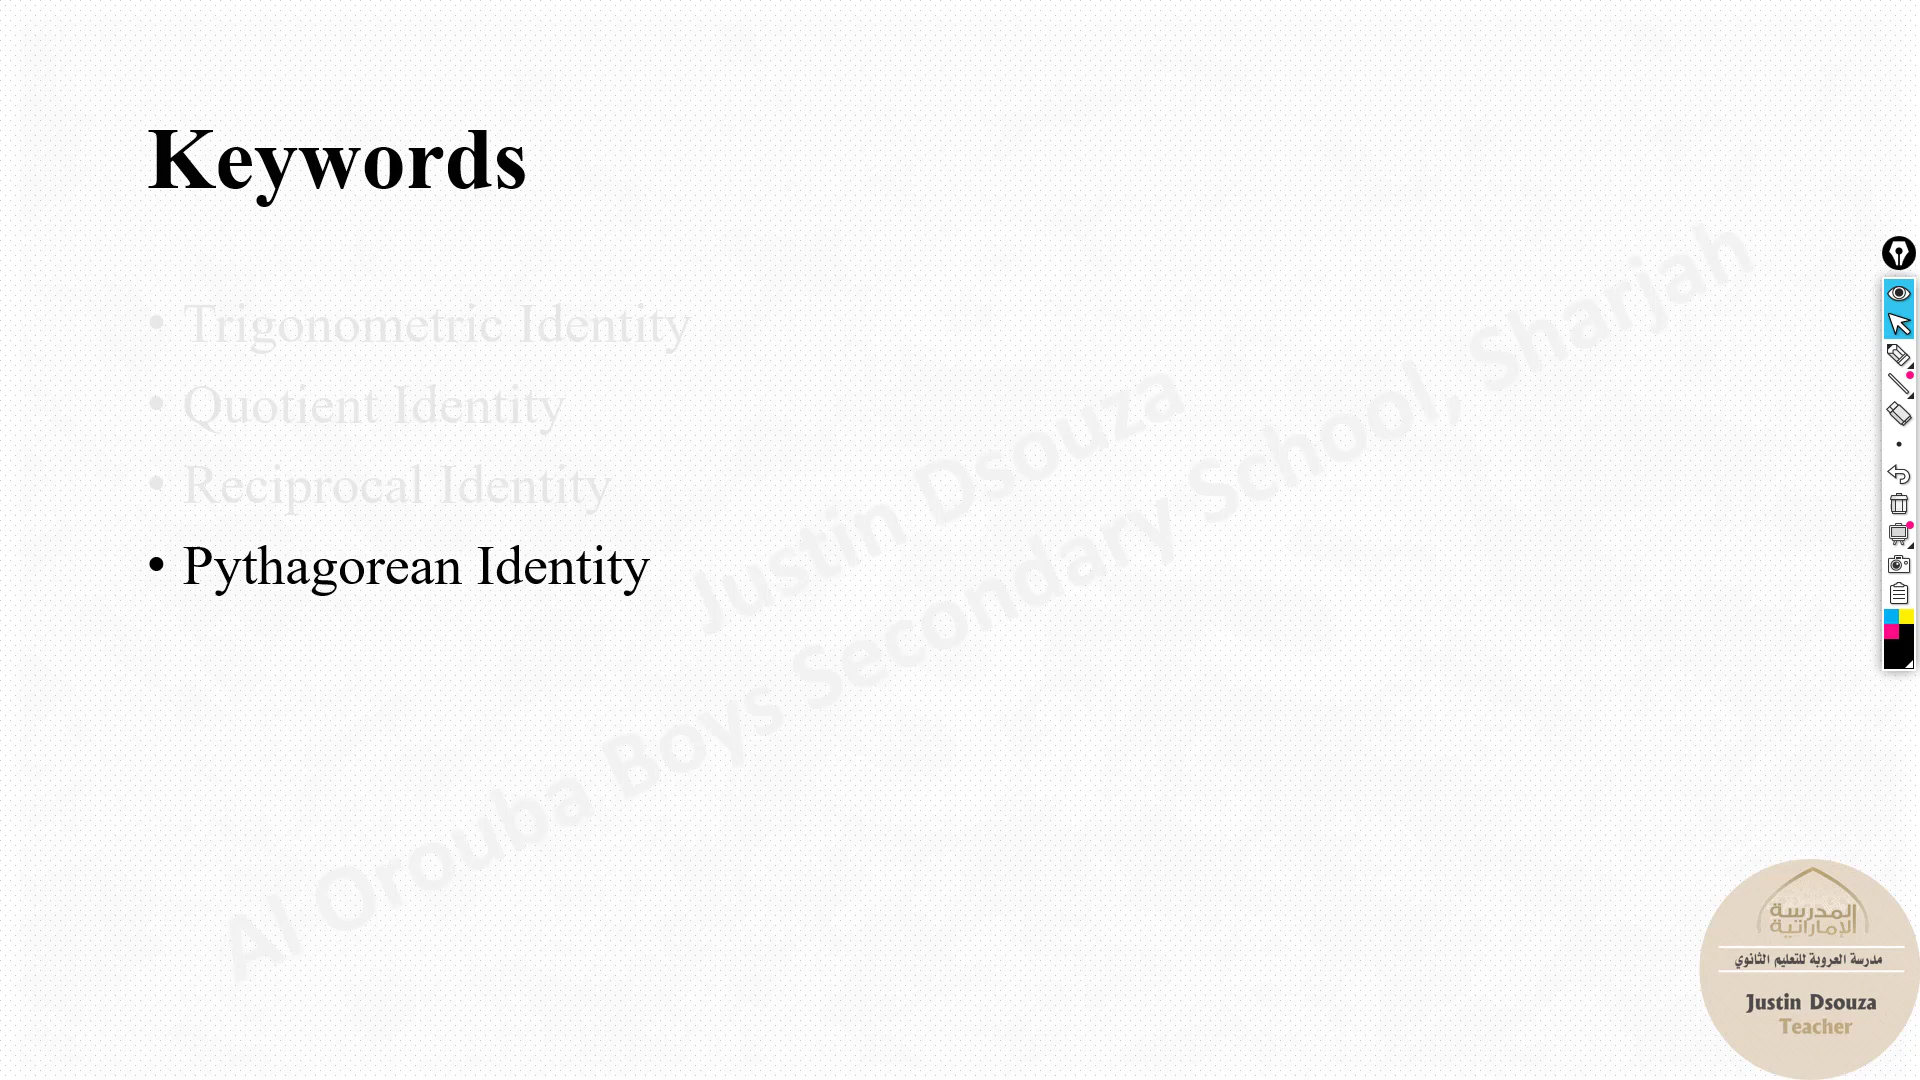 Keywords
• Trigonometric Identity
• Quotient Identity
• Reciprocal Identity
• Pythagorean Identity
Justin Dsouza
Al Orouba Boys Secondary School, Sharjah
المدرسة
الإماراتية
مدرسة العروبة للتعليم الثانوي
Justin Dsouza
Teacher